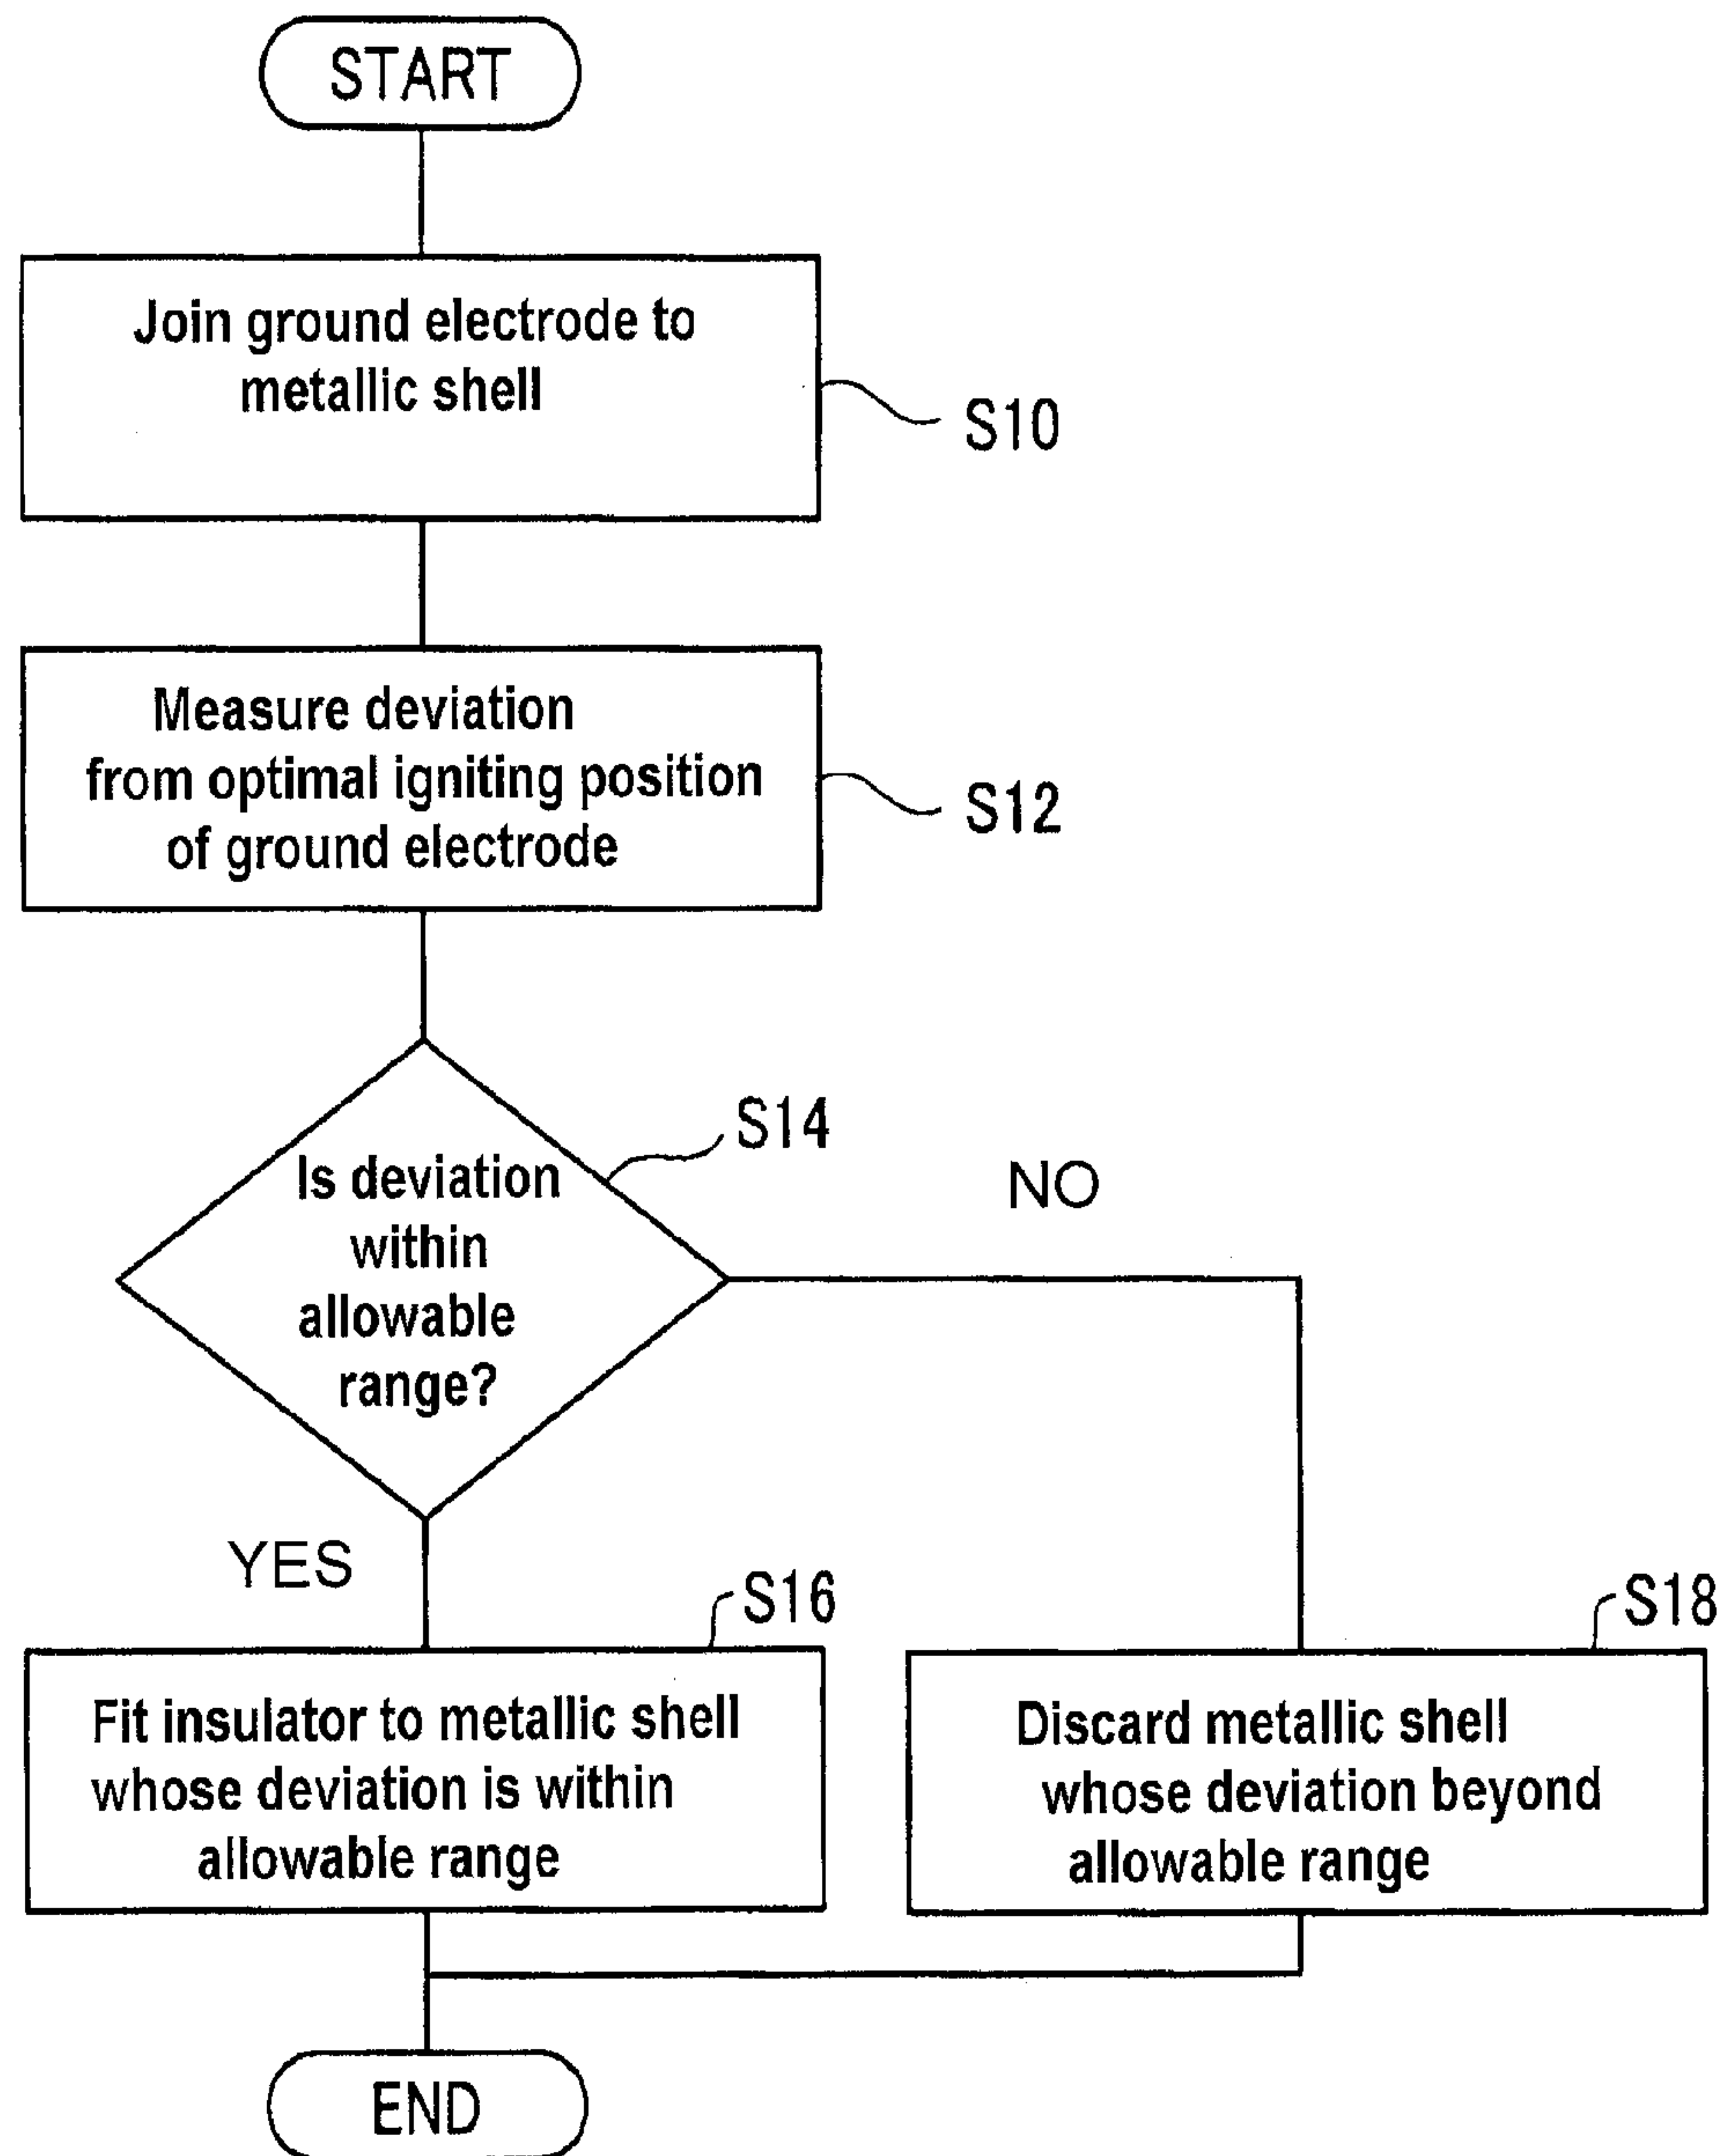 START
Join ground electrode to
metallic shell
S10
Measure deviation
from optimal igniting position
of ground electrode
S12
S14
Is deviation
within
allowable
range?
NO
YES
S16
Fit insulator to metallic shell
whose deviation is within
allowable range
S18
Discard metallic shell
whose deviation beyond
allowable range
END